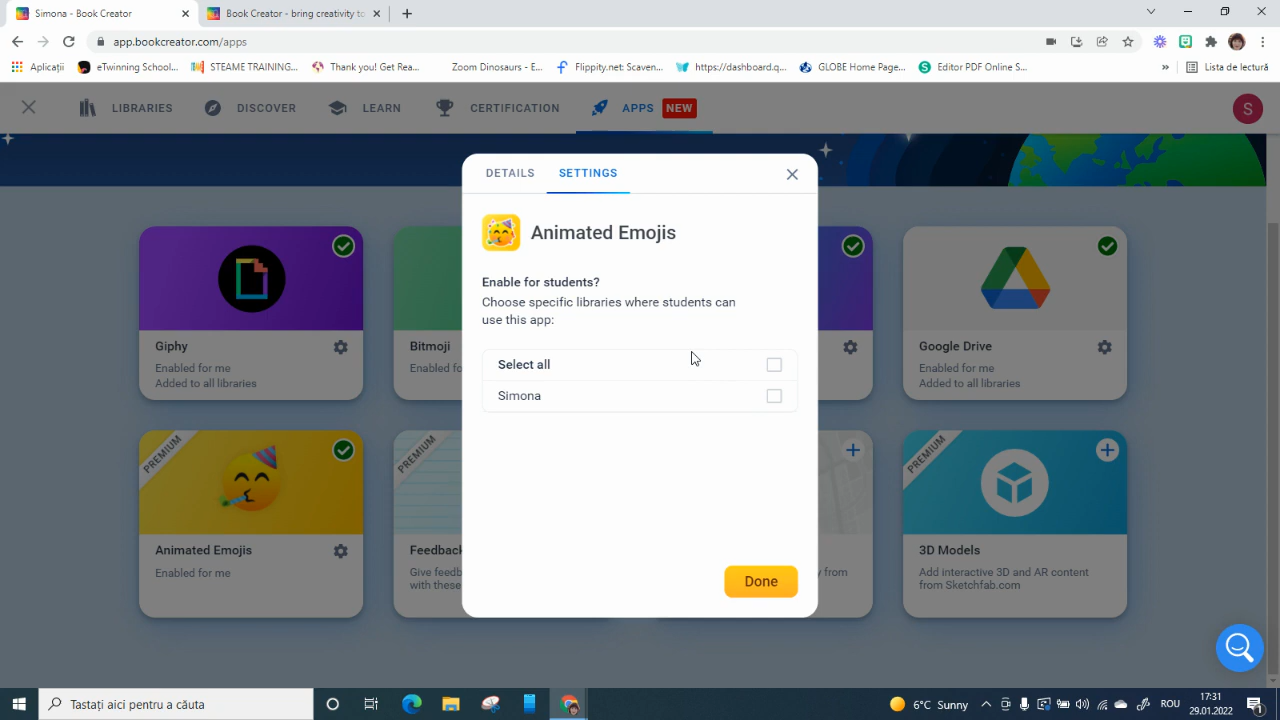 Simona - Book Creator
Book Creator - bring creativity to
app.bookcreator.com/apps
Aplicații
eTwinning School...
STEAME TRAINING...
Thank you! Get Rea...
Zoom Dinosaurs - E...
Flippity.net: Scaven...
https://dashboard.q...
GLOBE Home Page...
Editor PDF Online S...
»
Lista de lectură
LIBRARIES
DISCOVER
LEARN
CERTIFICATION
APPS NEW
S
DETAILS
SETTINGS
Animated Emojis
Enable for students?
Choose specific libraries where students can
use this app:
Select all
Simona
Done
Giphy
Enabled for me
Added to all libraries
Bitmoji
Enabled fo
Google Drive
Enabled for me
Added to all libraries
PREMIUM
Animated Emojis
Enabled for me
PREMIUM
Feedback
Give feedb
with these
y from
PREMIUM
3D Models
Add interactive 3D and AR content
from Sketchfab.com
Tastați aici pentru a căuta
6°C Sunny
ROU
17:31
29.01.2022
1